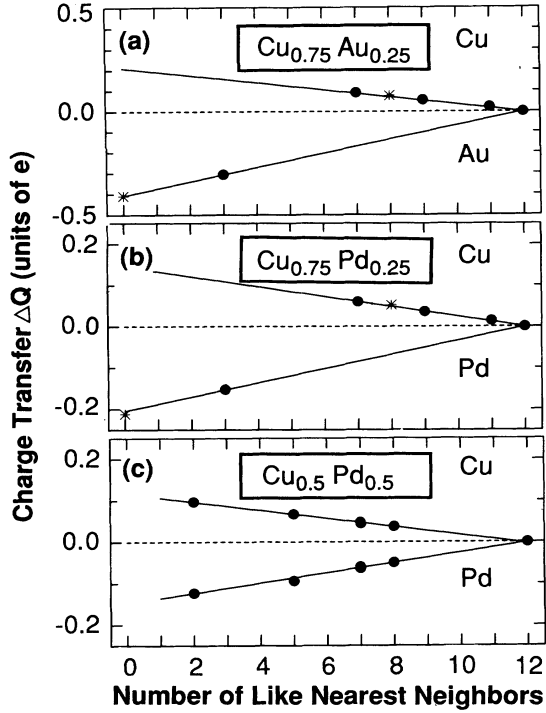 Charge Transfer ΔQ (units of e)
0.5
(a)
Cu0.75 Au0.25
Cu
0.0
Au
-0.5
0.2
(b)
Cu0.75 Pd0.25
Cu
0.0
Pd
-0.2
0.2
(c)
Cu0.5 Pd0.5
Cu
0.0
Pd
-0.2
0 2 4 6 8 10 12
Number of Like Nearest Neighbors